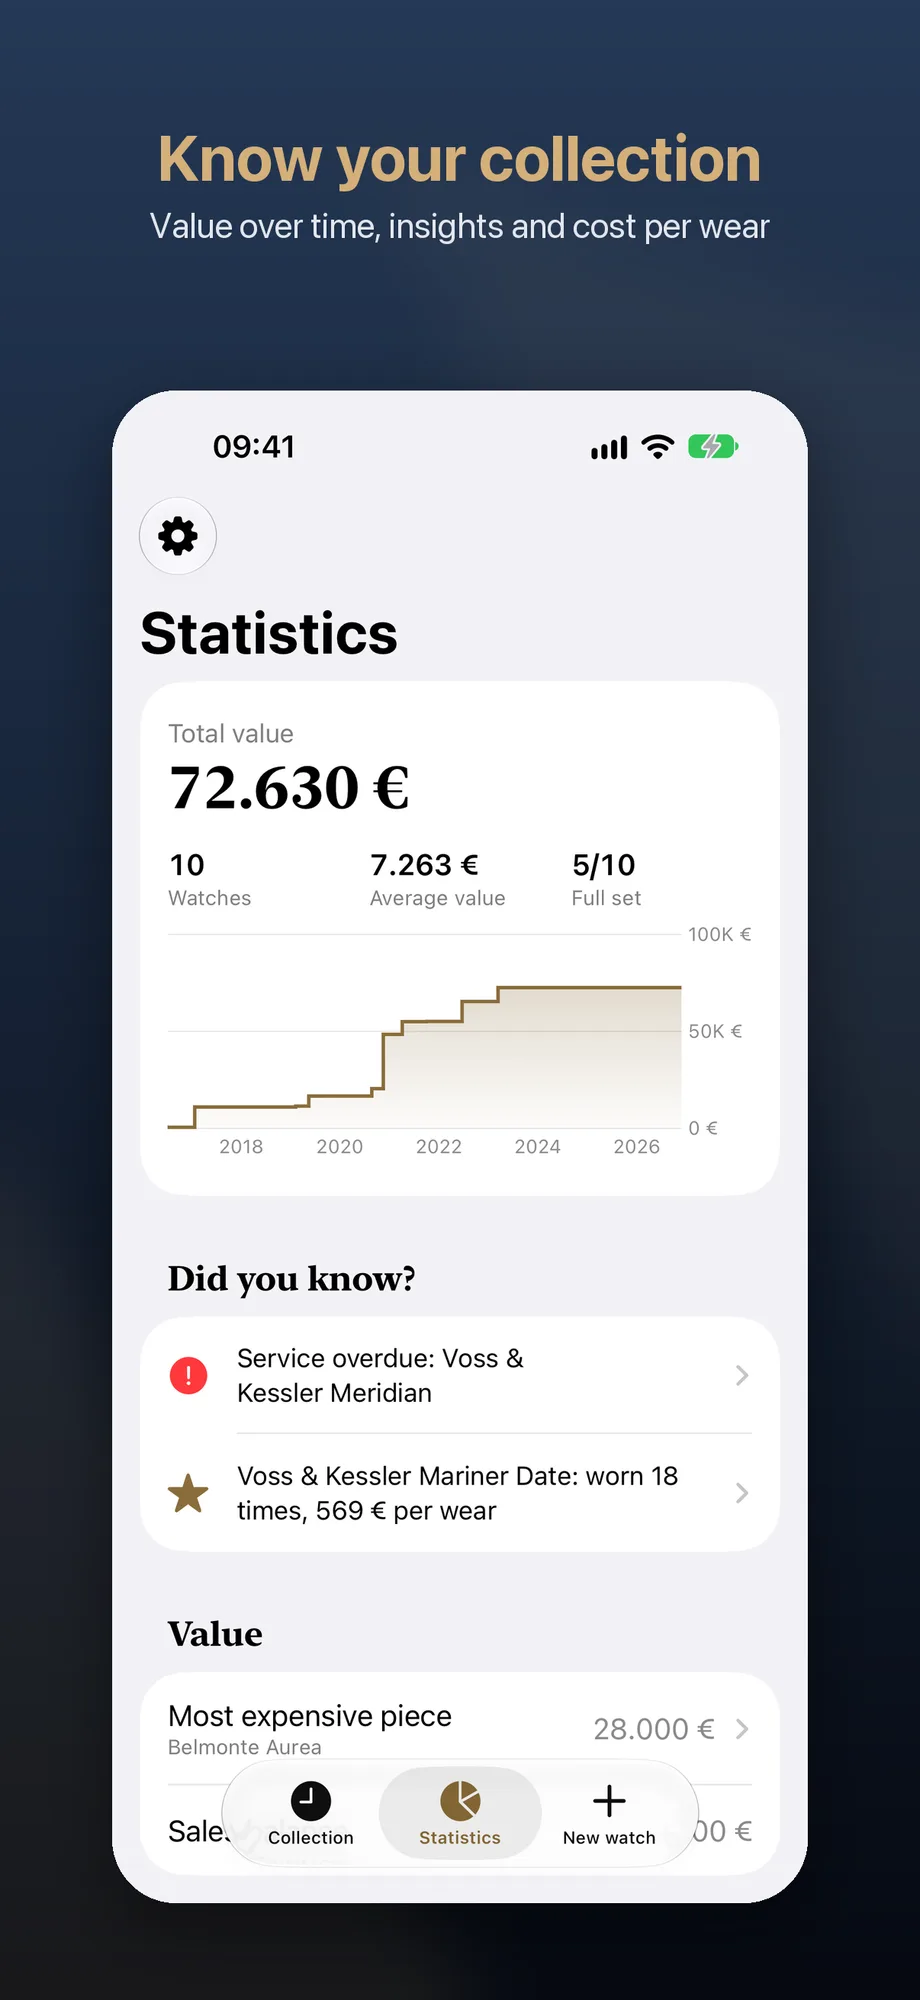 Know your collection
Value over time, insights and cost per wear
09:41
Statistics
Total value
72.630 €
10
Watches
7.263 €
Average value
5/10
Full set
100K €
50K €
0 €
2018 2020 2022 2024 2026
Did you know?
Service overdue: Voss &
Kessler Meridian
Voss & Kessler Mariner Date: worn 18
times, 569 € per wear
Value
Most expensive piece
Belmonte Aurea
28.000 €
Sales balance
00 €
Collection
Statistics
New watch